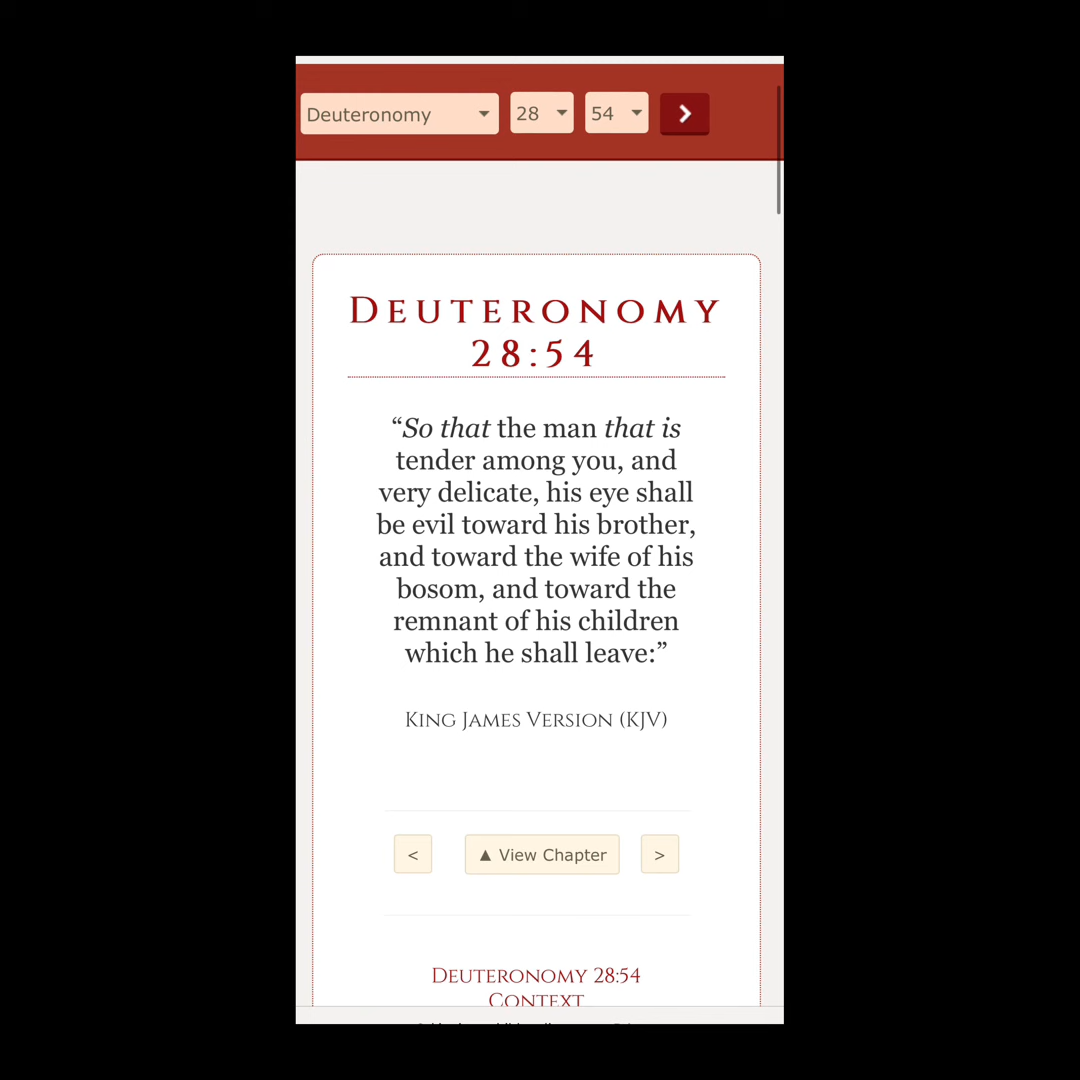 Deuteronomy 28 54
DEUTERONOMY
28:54
“So that the man that is
tender among you, and
very delicate, his eye shall
be evil toward his brother,
and toward the wife of his
bosom, and toward the
remnant of his children
which he shall leave:”
KING JAMES VERSION (KJV)
< ▲ View Chapter >
DEUTERONOMY 28:54
CONTEXT